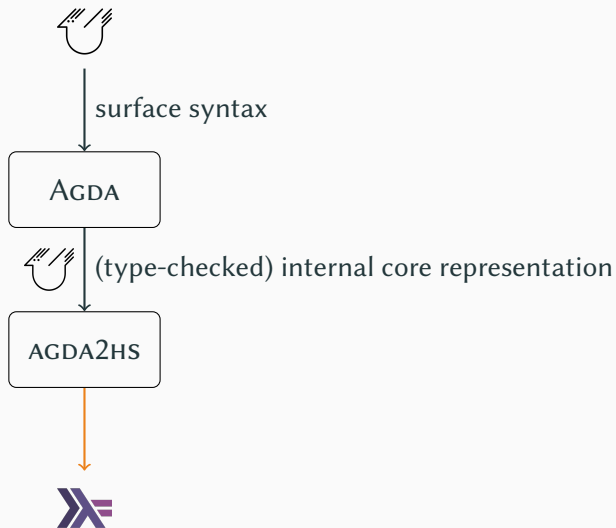 surface syntax
AGDA
(type-checked) internal core representation
AGDA2HS